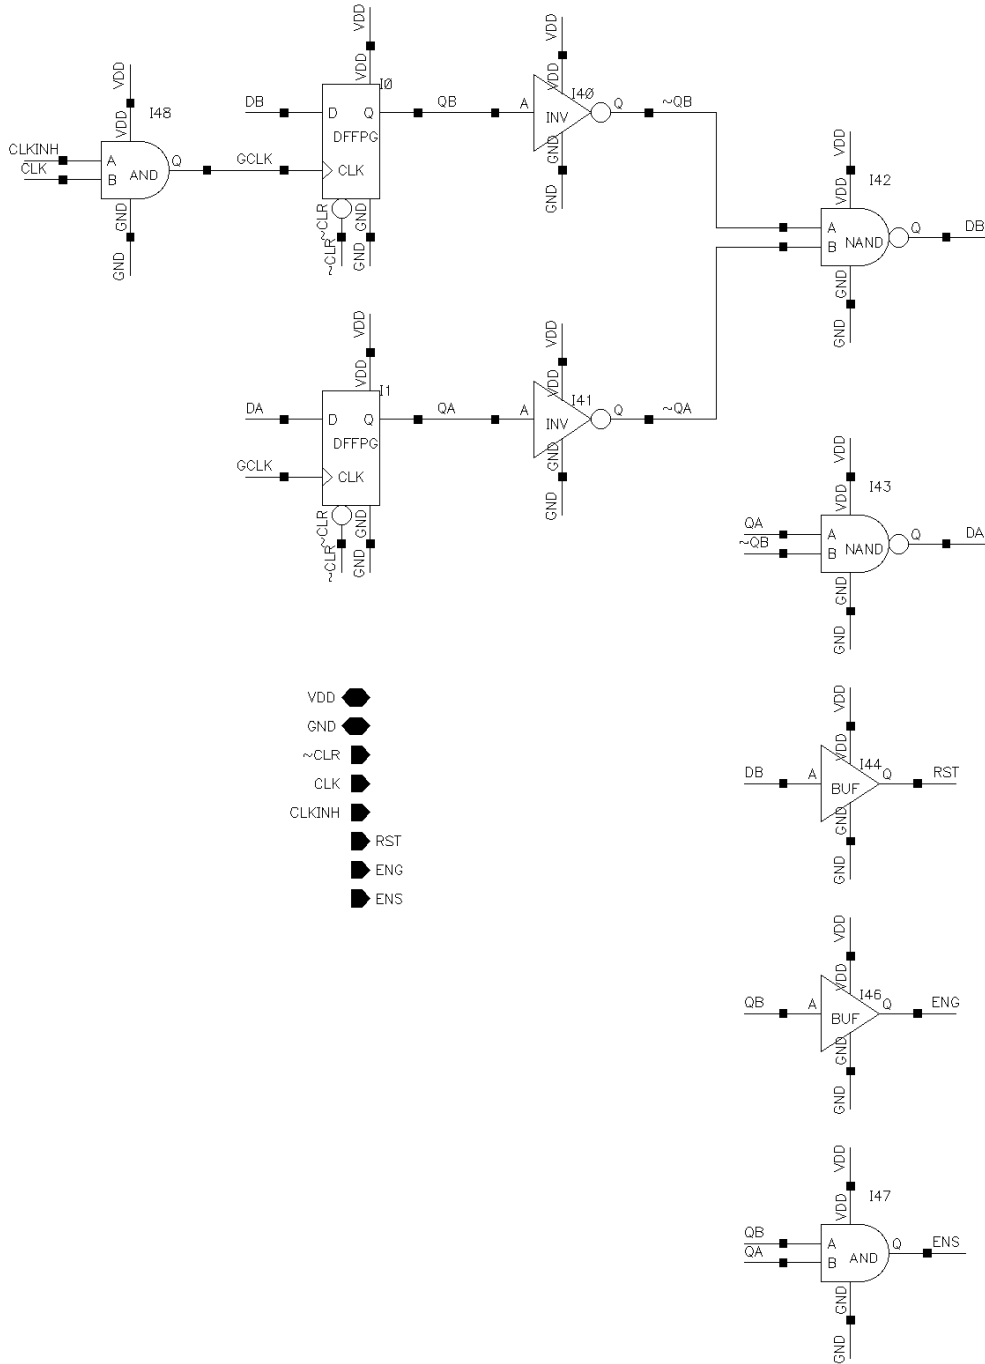 VDD
VDD
I48
CLKINH
CLK
A
B
AND
Q
GND
GND
GCLK
VDD
VDD
I0
DB
D
Q
DFFPG
CLK
~CLR
~CLR
GND
GND
QB
VDD
VDD
I40
A
INV
Q
GND
GND
~QB
VDD
VDD
I42
A
B
NAND
Q
DB
GND
GND
VDD
VDD
I1
DA
D
Q
DFFPG
GCLK
CLK
~CLR
~CLR
GND
GND
QA
VDD
VDD
I41
A
INV
Q
GND
GND
~QA
VDD
VDD
I43
QA
~QB
A
B
NAND
Q
DA
GND
GND
VDD
GND
~CLR
CLK
CLKINH
RST
ENG
ENS
VDD
VDD
I44
DB
A
BUF
Q
RST
GND
GND
VDD
VDD
I46
QB
A
BUF
Q
ENG
GND
GND
VDD
VDD
I47
QB
QA
A
B
AND
Q
ENS
GND
GND